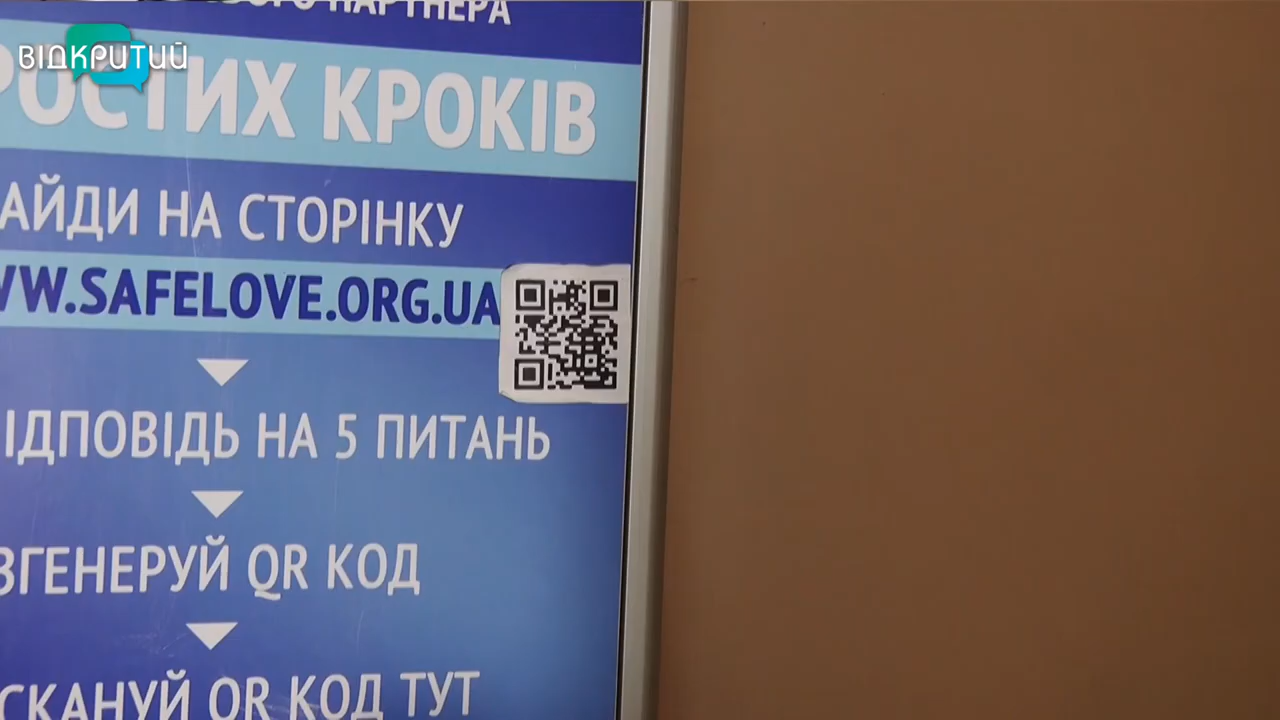 ВІДКРИТИЙ
ПАРТНЕРА
РОСТИХ КРОКІВ
АЙДИ НА СТОРІНКУ
WW.SAFELOVE.ORG.UA
ІДПОВІДЬ НА 5 ПИТАНЬ
ЗГЕНЕРУЙ QR КОД
СКАНУЙ QR КОД ТУТ